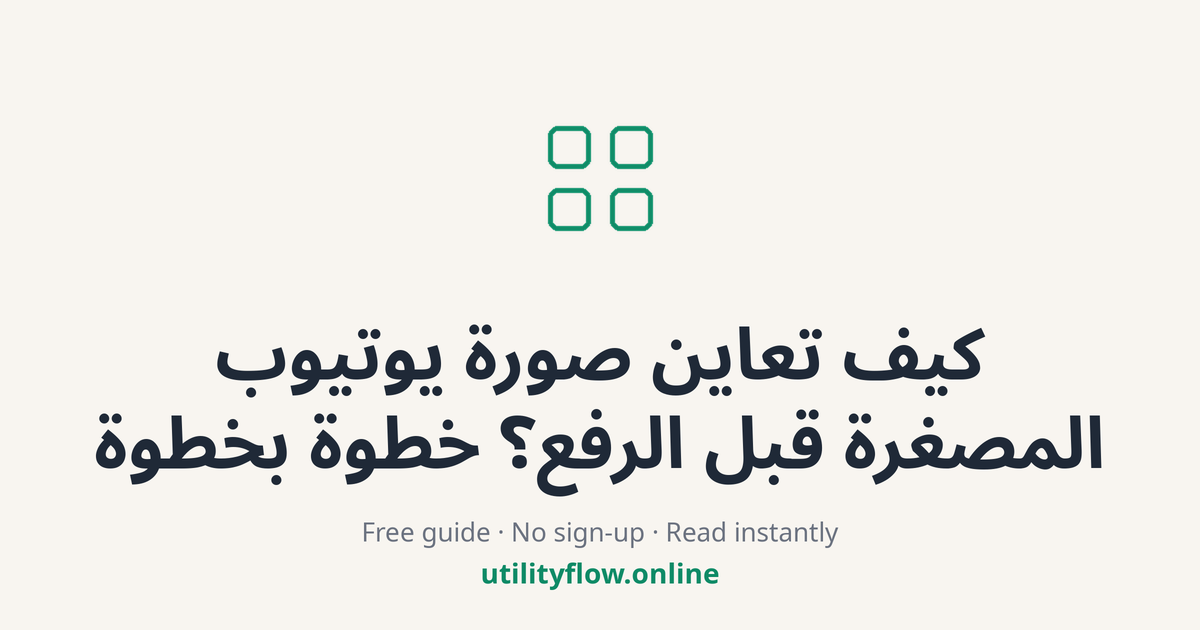 كيف تعاين صورة يوتيوب
المصغرة قبل الرفع؟ خطوة بخطوة
Free guide · No sign-up · Read instantly
utilityflow.online